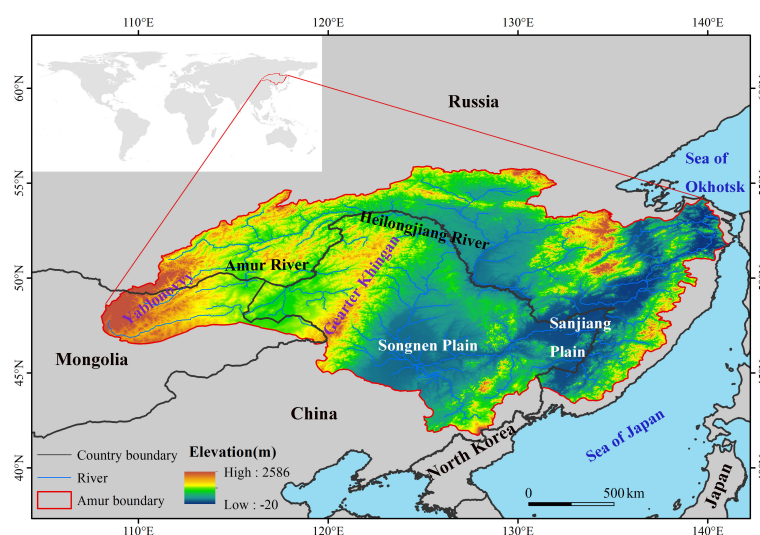 110°E
120°E
130°E
140°E
60°N
55°N
50°N
45°N
40°N
Russia
Sea of
Okhotsk
Heilongjiang River
Amur River
Yablonovyy
Gearter Khingan
Songnen Plain
Sanjiang
Plain
Mongolia
China
North Korea
Sea of Japan
Japan
Country boundary
River
Amur boundary
Elevation(m)
High : 2586
Low : -20
0
500 km